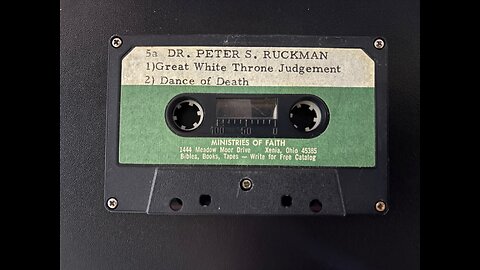 5a DR. PETER S. RUCKMAN
1)Great White Throne Judgement
2) Dance of Death
100 50 0
MINISTRIES OF FAITH
1444 Meadow Moor Drive Xenia, Ohio 45385
Bibles, Books, Tapes — Write for Free Catalog